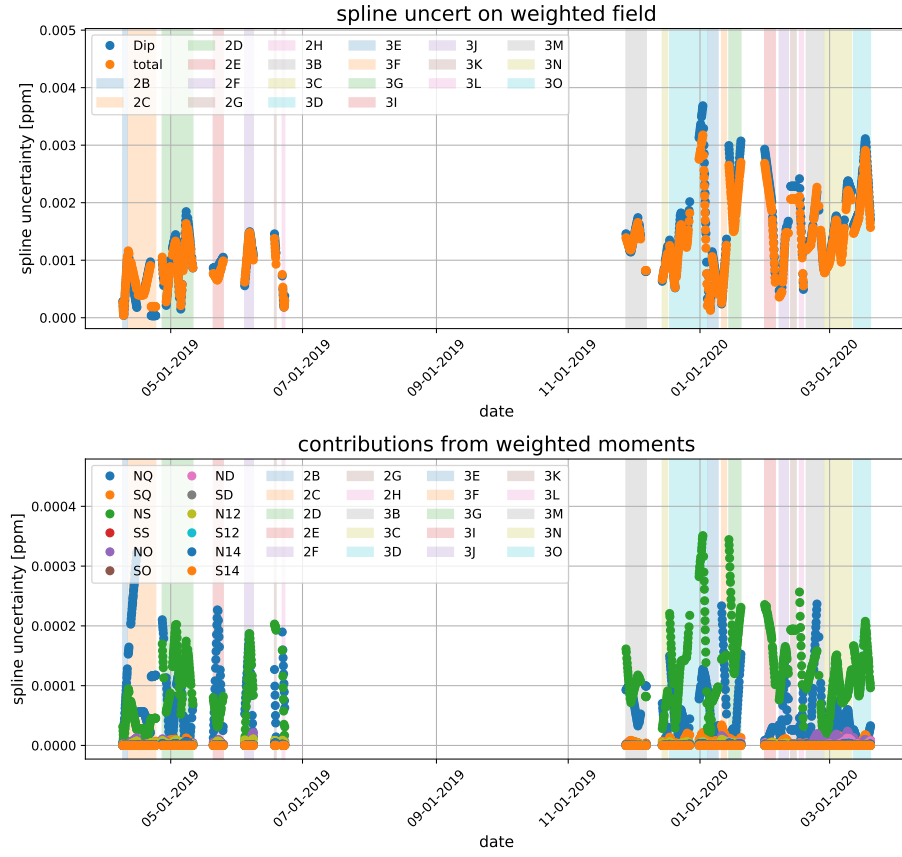 spline uncert on weighted field
0.005
0.004
0.003
0.002
0.001
0.000
spline uncertainty [ppm]
Dip 2D 2H 3E 3J 3M
total 2E 3B 3F 3K 3N
2B 2F 3C 3G 3L 3O
2C 2G 3D 3I
05-01-2019 07-01-2019 09-01-2019 11-01-2019 01-01-2020 03-01-2020
date
contributions from weighted moments
0.0004
0.0003
0.0002
0.0001
0.0000
spline uncertainty [ppm]
NQ ND 2B 2G 3E 3K
SQ SD 2C 2H 3F 3L
NS N12 2D 3B 3G 3M
SS S12 2E 3C 3I 3N
NO N14 2F 3D 3J 3O
SO S14
05-01-2019 07-01-2019 09-01-2019 11-01-2019 01-01-2020 03-01-2020
date